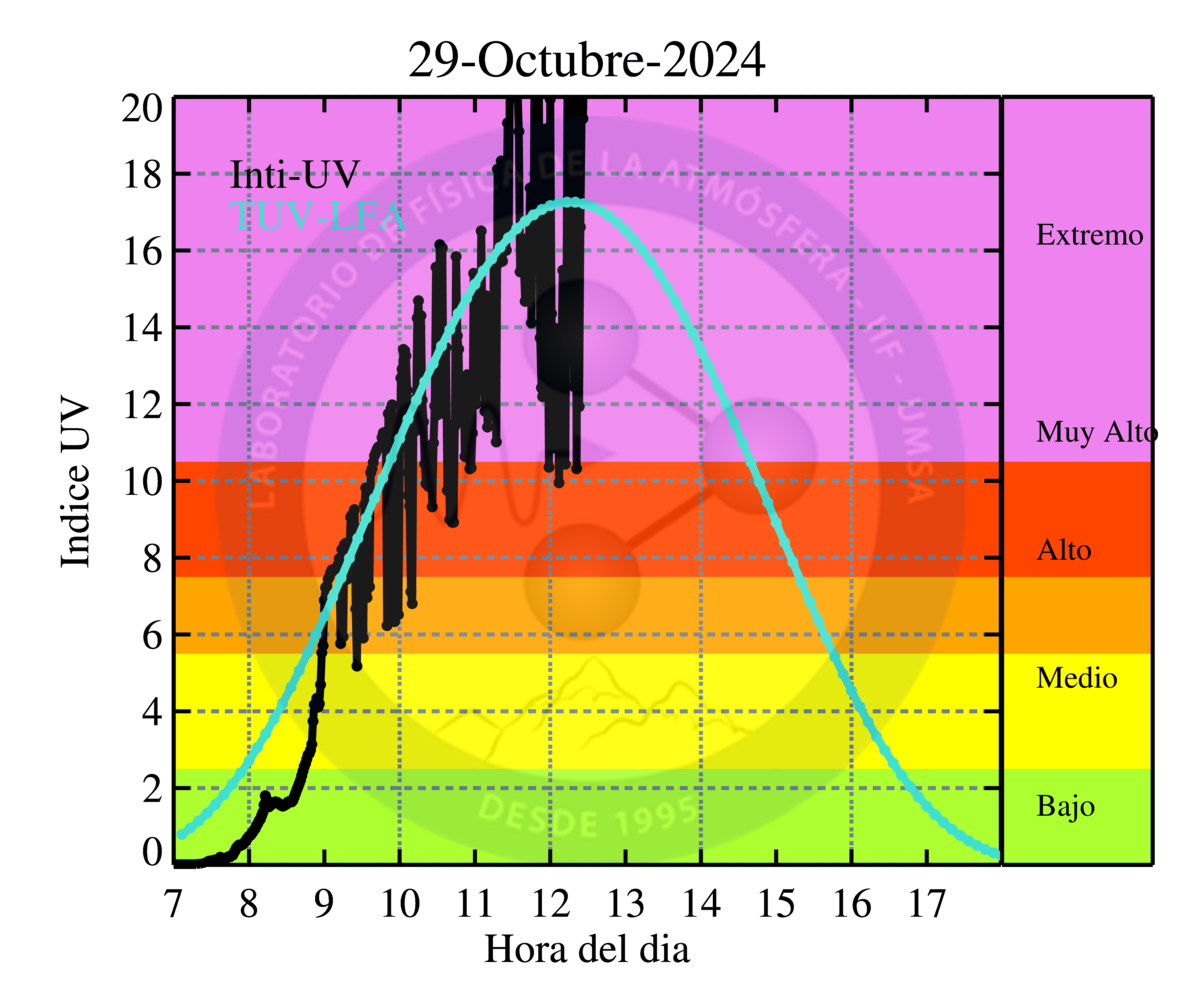 29-Octubre-2024
20
18
16
14
12
10
8
6
4
2
0
Indice UV
Inti-UV
TUV-LFA
LABORATORIO DE FÍSICA DE LA ATMÓSFERA - IIF - UMSA
DESDE 1995
Extremo
Muy Alto
Alto
Medio
Bajo
7 8 9 10 11 12 13 14 15 16 17
Hora del dia